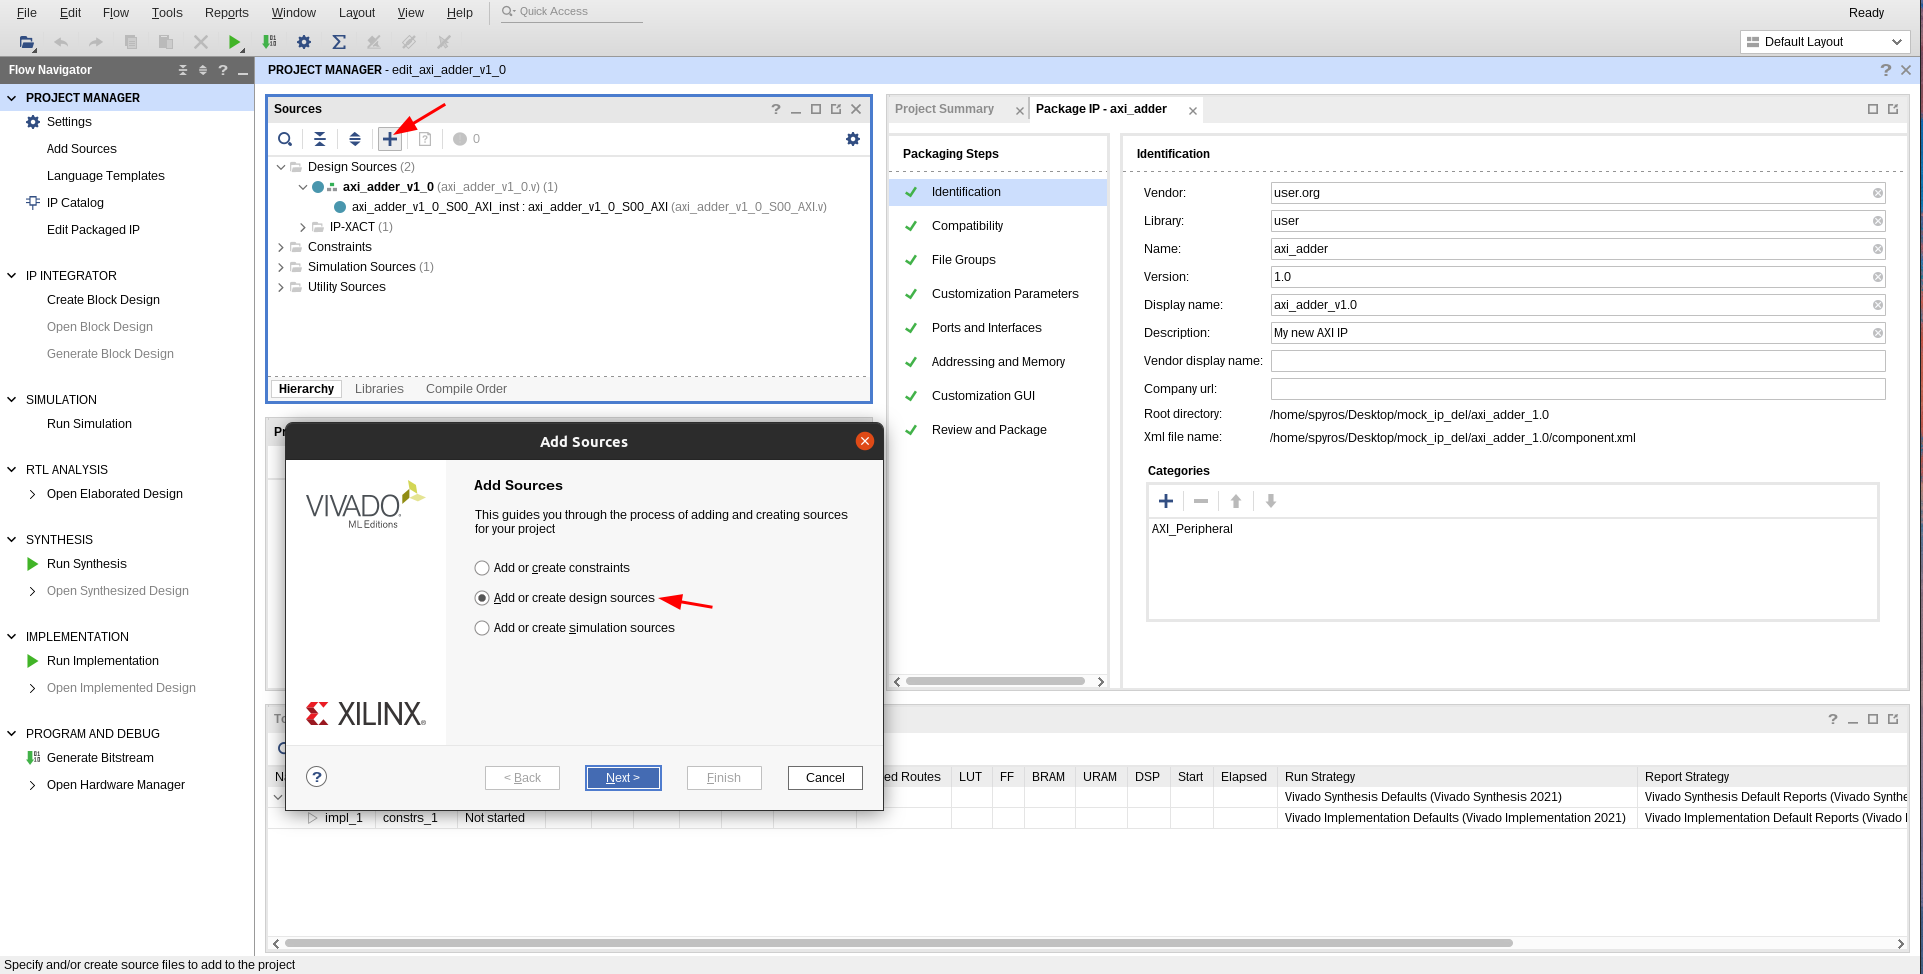 File Edit Flow Tools Reports Window Layout View Help Quick Access Ready
Default Layout
Flow Navigator
PROJECT MANAGER - edit_axi_adder_v1_0
PROJECT MANAGER
Settings
Add Sources
Language Templates
IP Catalog
Edit Packaged IP
IP INTEGRATOR
Create Block Design
Open Block Design
Generate Block Design
SIMULATION
Run Simulation
RTL ANALYSIS
Open Elaborated Design
SYNTHESIS
Run Synthesis
Open Synthesized Design
IMPLEMENTATION
Run Implementation
Open Implemented Design
PROGRAM AND DEBUG
Generate Bitstream
Open Hardware Manager
Sources
0
Design Sources (2)
axi_adder_v1_0 (axi_adder_v1_0.v) (1)
axi_adder_v1_0_S00_AXI_inst : axi_adder_v1_0_S00_AXI (axi_adder_v1_0_S00_AXI.v)
IP-XACT (1)
Constraints
Simulation Sources (1)
Utility Sources
Hierarchy Libraries Compile Order
Project Summary Package IP - axi_adder
Packaging Steps
Identification
Compatibility
File Groups
Customization Parameters
Ports and Interfaces
Addressing and Memory
Customization GUI
Review and Package
Identification
Vendor: user.org
Library: user
Name: axi_adder
Version: 1.0
Display name: axi_adder_v1.0
Description: My new AXI IP
Vendor display name:
Company url:
Root directory: /home/spyros/Desktop/mock_ip_del/axi_adder_1.0
Xml file name: /home/spyros/Desktop/mock_ip_del/axi_adder_1.0/component.xml
Categories
AXI_Peripheral
Add Sources
VIVADO
ML Editions
Add Sources
This guides you through the process of adding and creating sources
for your project
Add or create constraints
Add or create design sources
Add or create simulation sources
XILINX
< Back Next > Finish Cancel
ed Routes LUT FF BRAM URAM DSP Start Elapsed Run Strategy Report Strategy
Vivado Synthesis Defaults (Vivado Synthesis 2021) Vivado Synthesis Default Reports (Vivado Synthe
impl_1 constrs_1 Not started Vivado Implementation Defaults (Vivado Implementation 2021) Vivado Implementation Default Reports (Vivado I
Specify and/or create source files to add to the project